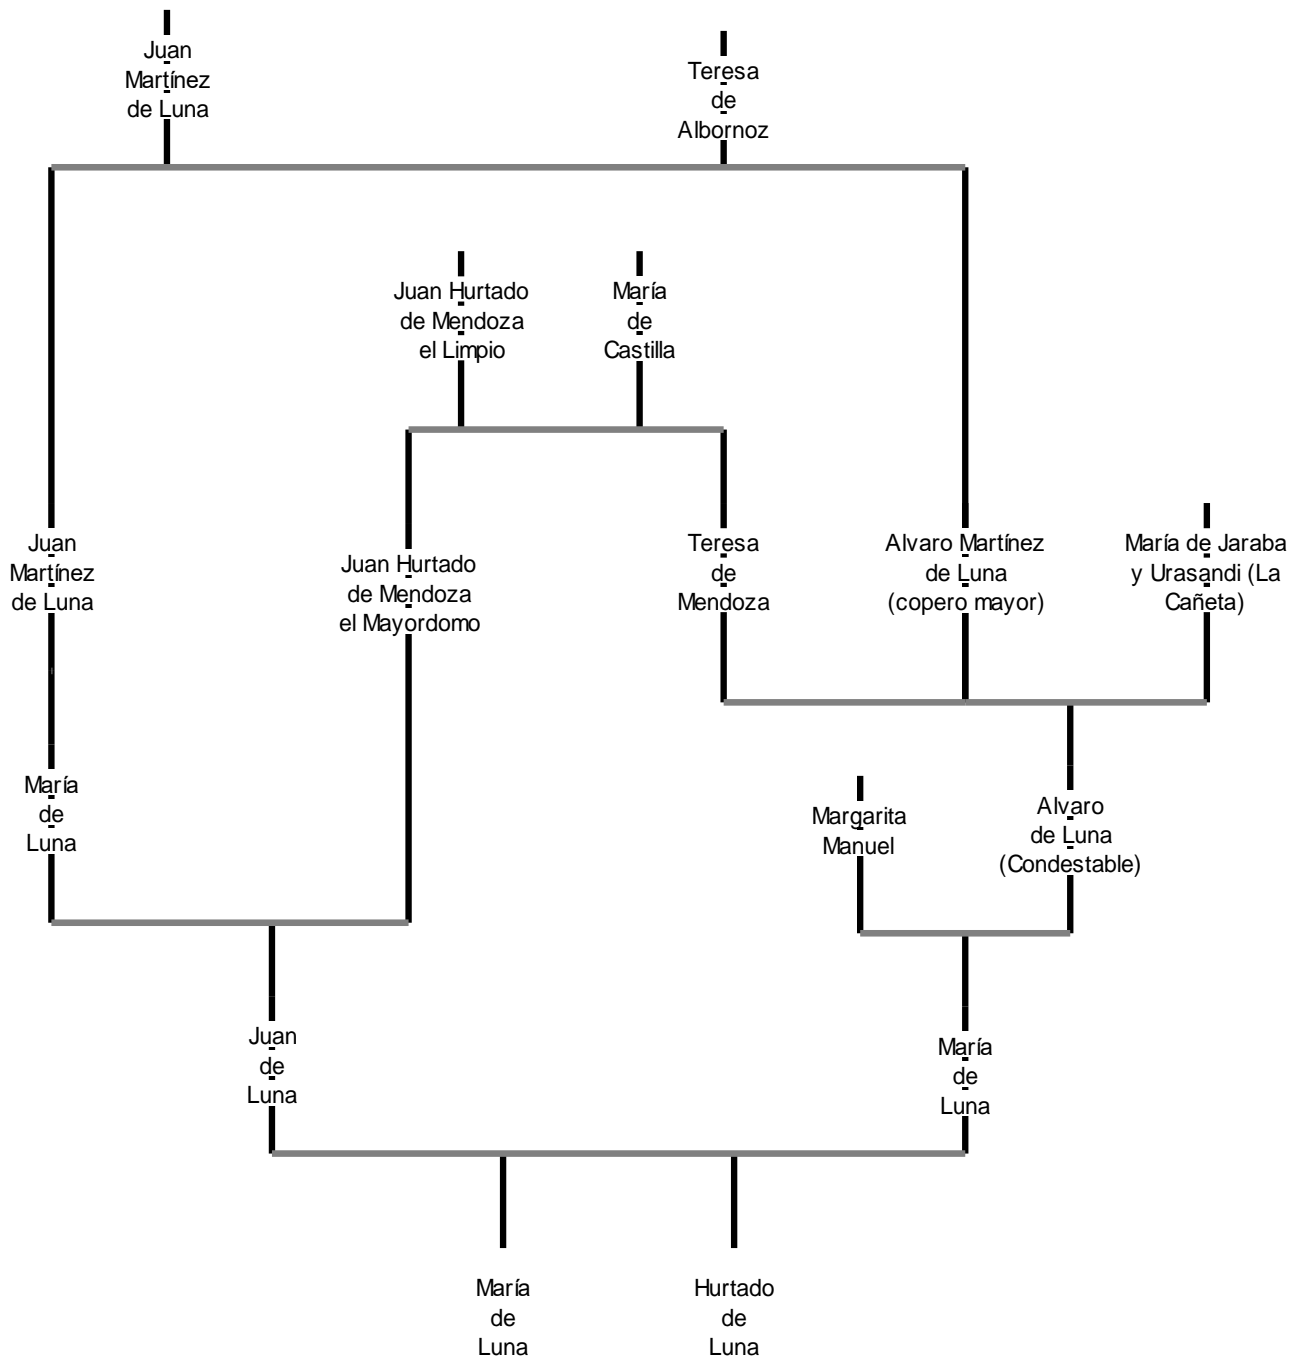 Juan
Martínez
de Luna
Teresa
de
Albornoz
Juan Hurtado
de Mendoza
el Limpio
María
de
Castilla
Juan
Martínez
de Luna
Juan Hurtado
de Mendoza
el Mayordomo
Teresa
de
Mendoza
Alvaro Martínez
de Luna
(copero mayor)
María de Jaraba
y Urasandi (La
Cañeta)
María
de
Luna
Margarita
Manuel
Alvaro
de Luna
(Condestable)
Juan
de
Luna
María
de
Luna
María
de
Luna
Hurtado
de
Luna